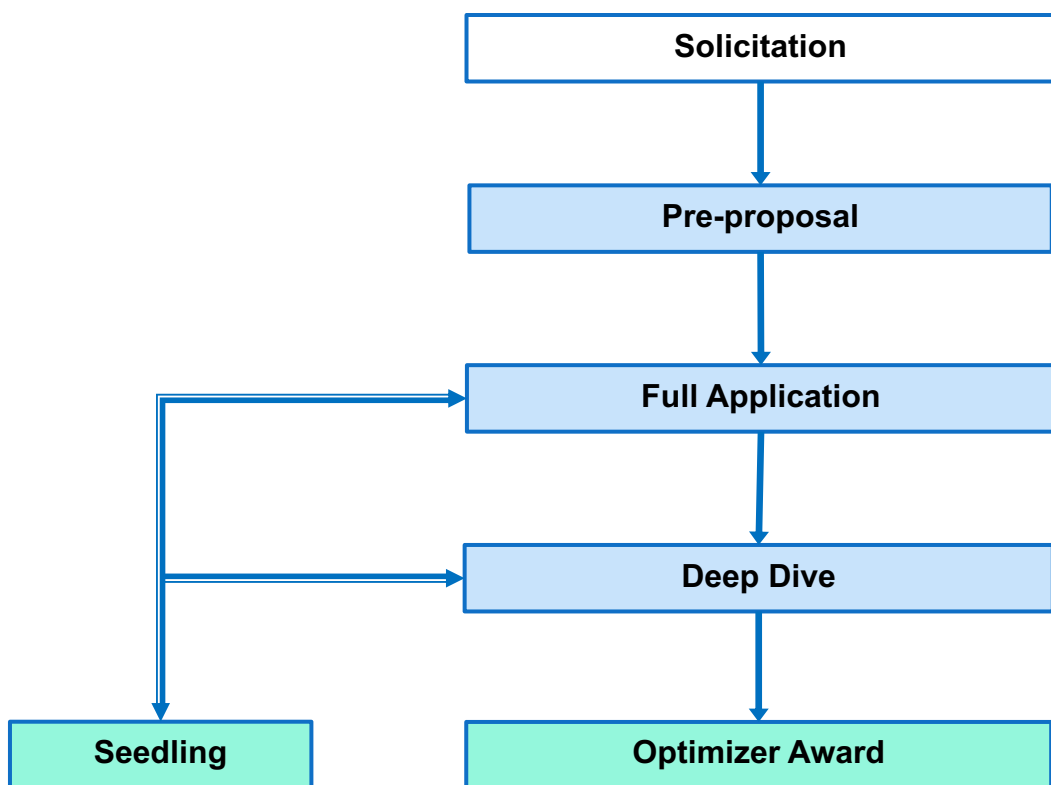 Solicitation
Pre-proposal
Full Application
Deep Dive
Seedling
Optimizer Award